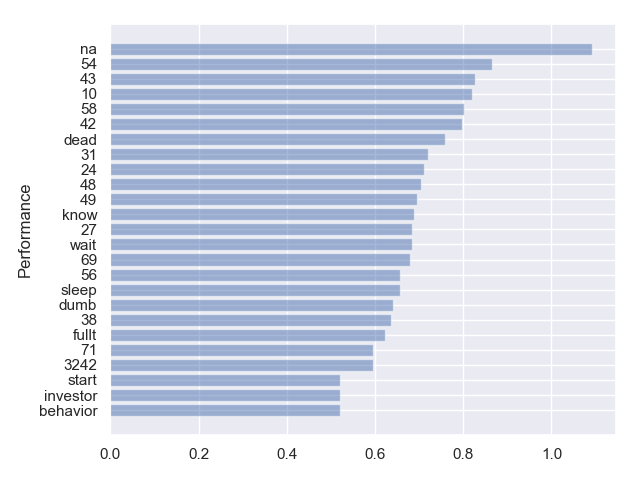 Performance
na
54
43
10
58
42
dead
31
24
48
49
know
27
wait
69
56
sleep
dumb
38
fullt
71
3242
start
investor
behavior
0.0 0.2 0.4 0.6 0.8 1.0